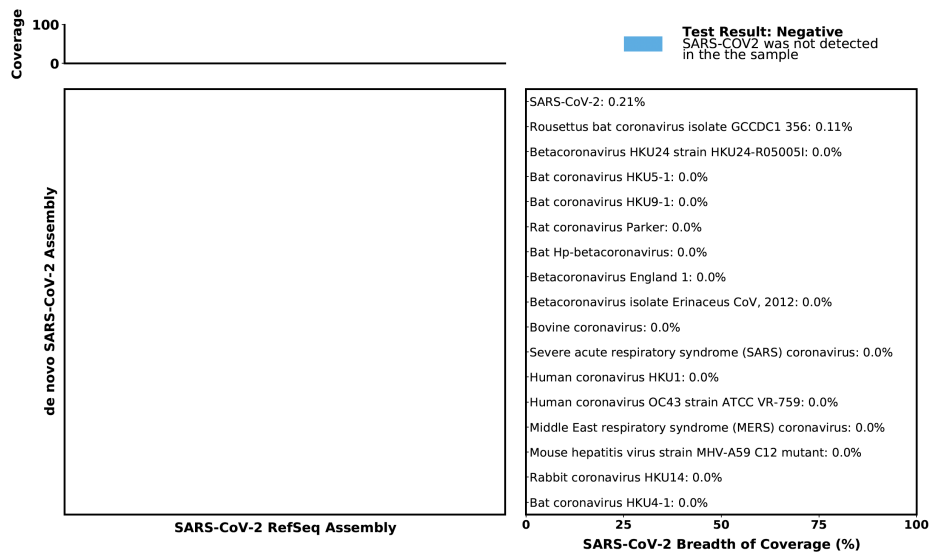 Coverage
100
0
Test Result: Negative
SARS-COV2 was not detected
in the the sample
de novo SARS-CoV-2 Assembly
SARS-CoV-2 RefSeq Assembly
SARS-CoV-2: 0.21%
Rousettus bat coronavirus isolate GCCDC1 356: 0.11%
Betacoronavirus HKU24 strain HKU24-R05005I: 0.0%
Bat coronavirus HKU5-1: 0.0%
Bat coronavirus HKU9-1: 0.0%
Rat coronavirus Parker: 0.0%
Bat Hp-betacoronavirus: 0.0%
Betacoronavirus England 1: 0.0%
Betacoronavirus isolate Erinaceus CoV, 2012: 0.0%
Bovine coronavirus: 0.0%
Severe acute respiratory syndrome (SARS) coronavirus: 0.0%
Human coronavirus HKU1: 0.0%
Human coronavirus OC43 strain ATCC VR-759: 0.0%
Middle East respiratory syndrome (MERS) coronavirus: 0.0%
Mouse hepatitis virus strain MHV-A59 C12 mutant: 0.0%
Rabbit coronavirus HKU14: 0.0%
Bat coronavirus HKU4-1: 0.0%
0 25 50 75 100
SARS-CoV-2 Breadth of Coverage (%)